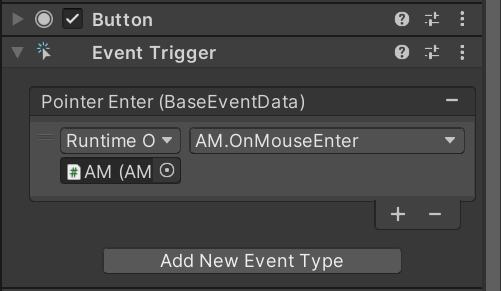 Button
Event Trigger
Pointer Enter (BaseEventData)
Runtime O AM.OnMouseEnter
AM (AM
Add New Event Type